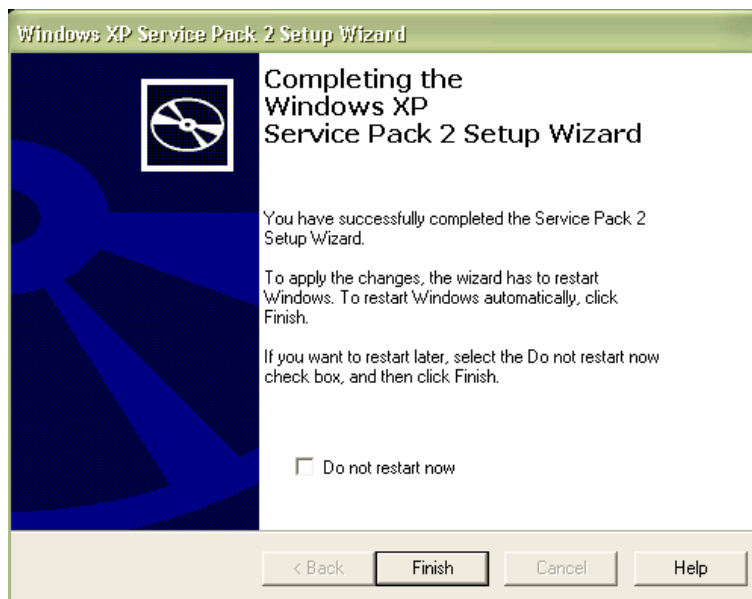 Windows XP Service Pack 2 Setup Wizard
Completing the
Windows XP
Service Pack 2 Setup Wizard
You have successfully completed the Service Pack 2
Setup Wizard.
To apply the changes, the wizard has to restart
Windows. To restart Windows automatically, click
Finish.
If you want to restart later, select the Do not restart now
check box, and then click Finish.
Do not restart now
< Back Finish Cancel Help